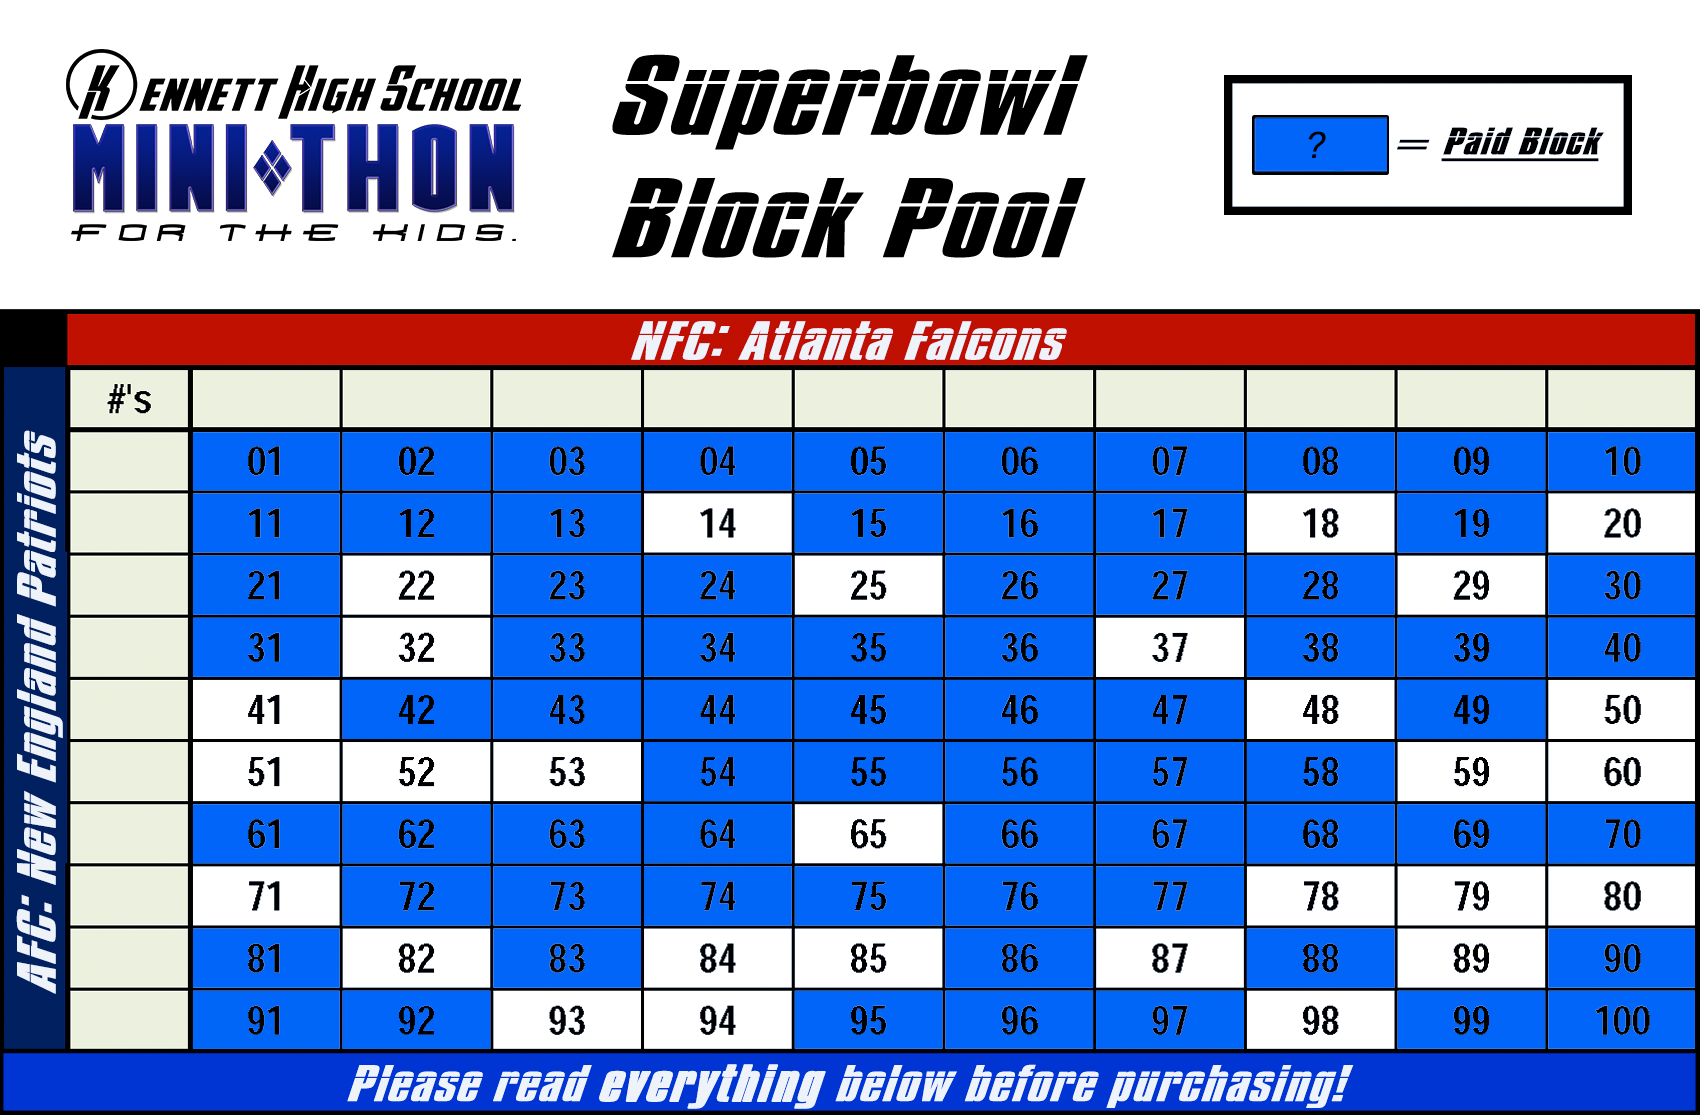 KENNETT HIGH SCHOOL
MINI THON
FOR THE KIDS.
Superbowl
Block Pool
? = Paid Block
NFC: Atlanta Falcons
AFC: New England Patriots
#'s
01 02 03 04 05 06 07 08 09 10
11 12 13 14 15 16 17 18 19 20
21 22 23 24 25 26 27 28 29 30
31 32 33 34 35 36 37 38 39 40
41 42 43 44 45 46 47 48 49 50
51 52 53 54 55 56 57 58 59 60
61 62 63 64 65 66 67 68 69 70
71 72 73 74 75 76 77 78 79 80
81 82 83 84 85 86 87 88 89 90
91 92 93 94 95 96 97 98 99 100
Please read everything below before purchasing!